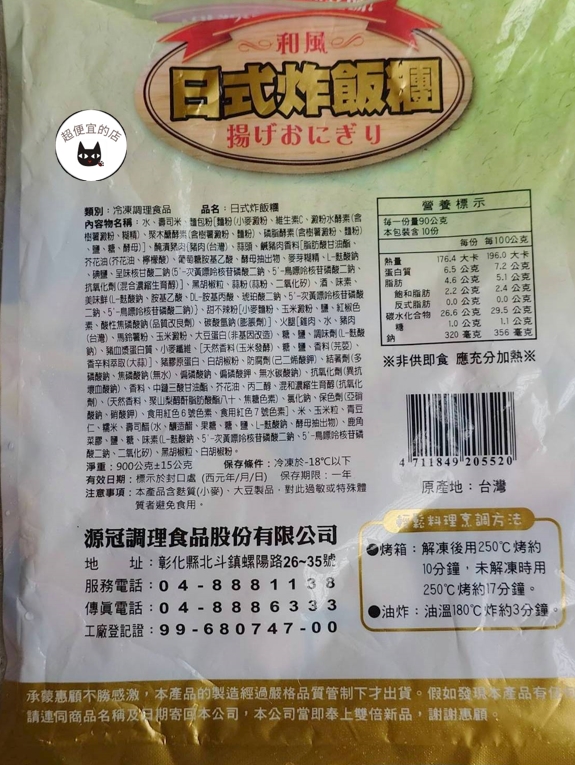 和風
日式炸飯糰
揚げおにぎり
超便宜的店
類別：冷凍調理食品　品名：日式炸飯糰
內容物名稱：水、壽司米、麵包粉[麵粉(小麥澱粉、維生素C、澱粉水酵素(含
樹薯澱粉、糊精)、聚木醣酵素(含樹薯澱粉、麵粉)、磷脂酵素(含樹薯澱粉、麵粉)
、鹽、糖、酵母)]、醃漬豬肉[豬肉(台灣)、蒜頭、鹹豬肉香料[脂肪酸甘油酯、
芥花油(芥花油、檸檬酸)、葡萄糖胺基乙酸、酵母抽出物、麥芽糊精、L-麩酸鈉
、碘鹽、呈味核甘酸二鈉(5'-次黃嘌呤核苷磷酸二鈉、5'-鳥嘌呤核苷磷酸二鈉、
抗氧化劑(混合濃縮生育醇)]、黑胡椒粒、蒜粉(蒜粉、二氧化矽)、酒、味素、
美味鮮(L-麩酸鈉、胺基乙酸、DL-胺基丙酸、琥珀酸二鈉、5'-次黃嘌呤核苷磷酸
二鈉、5'-鳥嘌呤核苷磷酸二鈉)]、甜不辣粉[小麥麵粉、玉米澱粉、鹽、紅椒色
素、酸性焦磷酸鈉(品質改良劑)、碳酸氫鈉(膨脹劑)]、火腿[雞肉、水、豬肉
(台灣)、馬鈴薯粉、玉米澱粉、大豆蛋白(非基因改造)、糖、鹽、調味劑(L-麩酸
鈉)、豬血漿蛋白質、小麥纖維、[天然香料(玉米發酵)、糖、鹽、香料(芫荽)、
香辛料萃取(大蒜)]、豬膠原蛋白、白胡椒粉、防腐劑(己二烯酸鉀)、結著劑(多
磷酸鈉、焦磷酸鈉(無水)、偏磷酸鈉、偏磷酸鉀、無水碳酸鈉)、抗氧化劑(異抗
壞血酸鈉)、香料、中鏈三酸甘油酯、芥花油、丙二醇、混和濃縮生育醇(抗氧化
劑)、(天然香料、聚山梨醇酐脂肪酸酯八十、焦糖色素)、氯化鈉、保色劑(亞硝
酸鈉、硝酸鉀)、食用紅色6號色素、食用紅色7號色素]、米、玉米粒、青豆
仁、糯米、壽司醋(水、釀造醋、果糖、糖、鹽、L-麩酸鈉、酵母抽出物)、鹿角
菜膠、鹽、糖、味素(L-麩酸鈉、5'-次黃嘌呤核苷磷酸二鈉、5'-鳥嘌呤核苷磷
酸二鈉、二氧化矽)、黑胡椒粒、白胡椒粉。
淨重：900公克±15公克　保存條件：冷凍於-18℃以下
有效日期：標示於封口處 (西元年/月/日)　保存期限：一年
注意事項：本產品含麩質(小麥)、大豆製品，對此過敏或特殊體
質者避免食用。
營養標示
每一份量90公克
本包裝含 10份
每份 每100公克
熱量 176.4 大卡 196.0 大卡
蛋白質 6.5 公克 7.2 公克
脂肪 4.6 公克 5.1 公克
飽和脂肪 2.2 公克 2.4 公克
反式脂肪 0.0 公克 0.0 公克
碳水化合物 26.6 公克 29.5 公克
糖 1.0 公克 1.1 公克
鈉 320 毫克 356 毫克
※非供即食 應充分加熱※
4 711849 205520
原產地：台灣
源冠調理食品股份有限公司
地　址：彰化縣北斗鎮螺陽路26~35號
服務電話：04-8881138
傳真電話：04-8886333
工廠登記證：99-680747-00
輕鬆料理烹調方法
●烤箱：解凍後用250℃烤約
10分鐘，未解凍時用
250℃烤約17分鐘。
●油炸：油溫180℃炸約3分鐘。
承蒙惠顧不勝感激，本產品的製造經過嚴格品質管制下才出貨。假如發現本產品有
請連同商品名稱及日期寄回本公司，本公司當即奉上雙倍新品，謝謝惠顧。